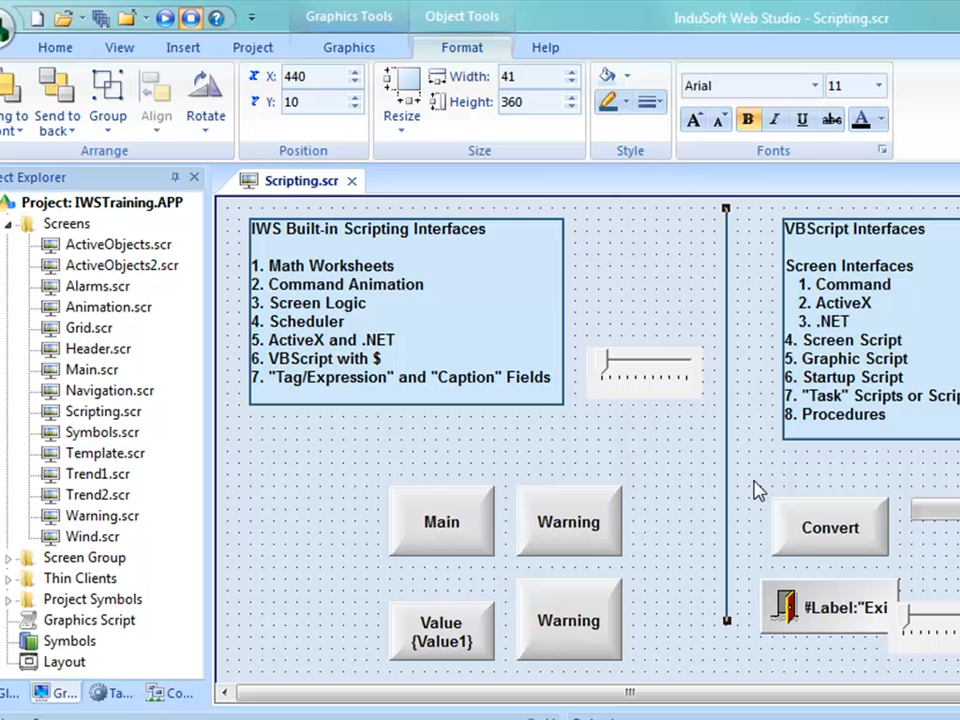 Graphics Tools
Object Tools
InduSoft Web Studio - Scripting.scr
Home
View
Insert
Project
Graphics
Format
Help
X: 440
Width: 41
Arial
11
Y: 10
Height: 360
ng to
ont
Send to
back
Group
Align
Rotate
Resize
A A B I U abc A
Arrange
Position
Size
Style
Fonts
ect Explorer
Scripting.scr
Project: IWSTraining.APP
Screens
ActiveObjects.scr
ActiveObjects2.scr
Alarms.scr
Animation.scr
Grid.scr
Header.scr
Main.scr
Navigation.scr
Scripting.scr
Symbols.scr
Template.scr
Trend1.scr
Trend2.scr
Warning.scr
Wind.scr
Screen Group
Thin Clients
Project Symbols
Graphics Script
Symbols
Layout
Gl...
Gr...
Ta...
Co...
IWS Built-in Scripting Interfaces
1. Math Worksheets
2. Command Animation
3. Screen Logic
4. Scheduler
5. ActiveX and .NET
6. VBScript with $
7. "Tag/Expression" and "Caption" Fields
VBScript Interfaces
Screen Interfaces
1. Command
2. ActiveX
3. .NET
4. Screen Script
5. Graphic Script
6. Startup Script
7. "Task" Scripts or Scrip
8. Procedures
Main
Warning
Convert
Value
{Value1}
Warning
#Label:"Exi